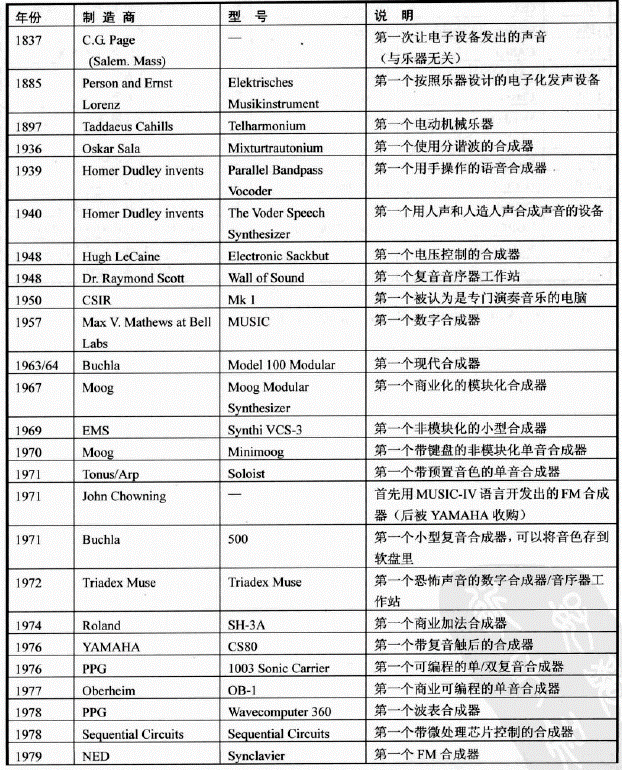 年份 制造商 型号 说明
1837 C.G. Page — 第一次让电子设备发出的声音
(Salem. Mass) （与乐器无关）
1885 Person and Ernst Elektrisches 第一个按照乐器设计的电子化发声设备
Lorenz Musikinstrument
1897 Taddaeus Cahills Telharmonium 第一个电动机械乐器
1936 Oskar Sala Mixturtrautonium 第一个使用分谐波的合成器
1939 Homer Dudley invents Parallel Bandpass 第一个用手操作的语音合成器
Vocoder
1940 Homer Dudley invents The Voder Speech 第一个用人声和人造人声合成声音的设备
Synthesizer
1948 Hugh LeCaine Electronic Sackbut 第一个电压控制的合成器
1948 Dr. Raymond Scott Wall of Sound 第一个复音音序器工作站
1950 CSIR Mk 1 第一个被认为是专门演奏音乐的电脑
1957 Max V. Mathews at Bell MUSIC 第一个数字合成器
Labs
1963/64 Buchla Model 100 Modular 第一个现代合成器
1967 Moog Moog Modular 第一个商业化的模块化合成器
Synthesizer
1969 EMS Synthi VCS-3 第一个非模块化的小型合成器
1970 Moog Minimoog 第一个带键盘的非模块化单音合成器
1971 Tonus/Arp Soloist 第一个带预置音色的单音合成器
1971 John Chowning — 首先用 MUSIC-IV 语言开发出的 FM 合成
器（后被 YAMAHA 收购）
1971 Buchla 500 第一个小型复音合成器，可以将音色存到
软盘里
1972 Triadex Muse Triadex Muse 第一个恐怖声音的数字合成器/音序器工
作站
1974 Roland SH-3A 第一个商业加法合成器
1976 YAMAHA CS80 第一个带复音触后的合成器
1976 PPG 1003 Sonic Carrier 第一个可编程的单/双复音合成器
1977 Oberheim OB-1 第一个商业可编程的单音合成器
1978 PPG Wavecomputer 360 第一个波表合成器
1978 Sequential Circuits Sequential Circuits 第一个带微处理芯片控制的合成器
1979 NED Synclavier 第一个 FM 合成器